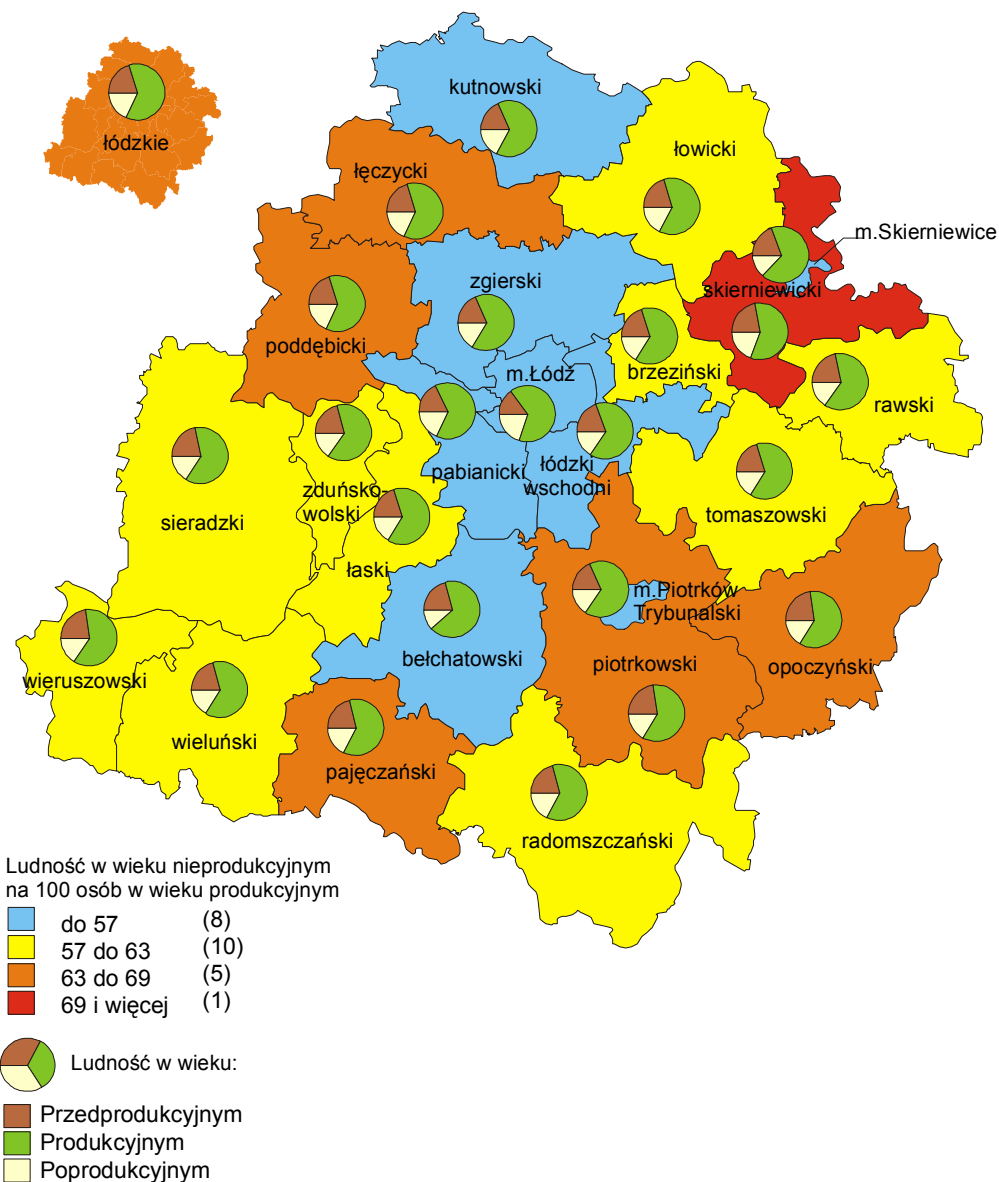 łódzkie
kutnowski
łowicki
łęczycki
m.Skierniewice
zgierski
skierniewicki
poddębicki
m.Łódź
brzeziński
rawski
pabianicki
łódzki
wschodni
zduńsko-
wolski
sieradzki
tomaszowski
łaski
m.Piotrków
Trybunalski
bełchatowski
piotrkowski
opoczyński
wieruszowski
wieluński
pajęczański
radomszczański
Ludność w wieku nieprodukcyjnym
na 100 osób w wieku produkcyjnym
do 57 (8)
57 do 63 (10)
63 do 69 (5)
69 i więcej (1)
Ludność w wieku:
Przedprodukcyjnym
Produkcyjnym
Poprodukcyjnym